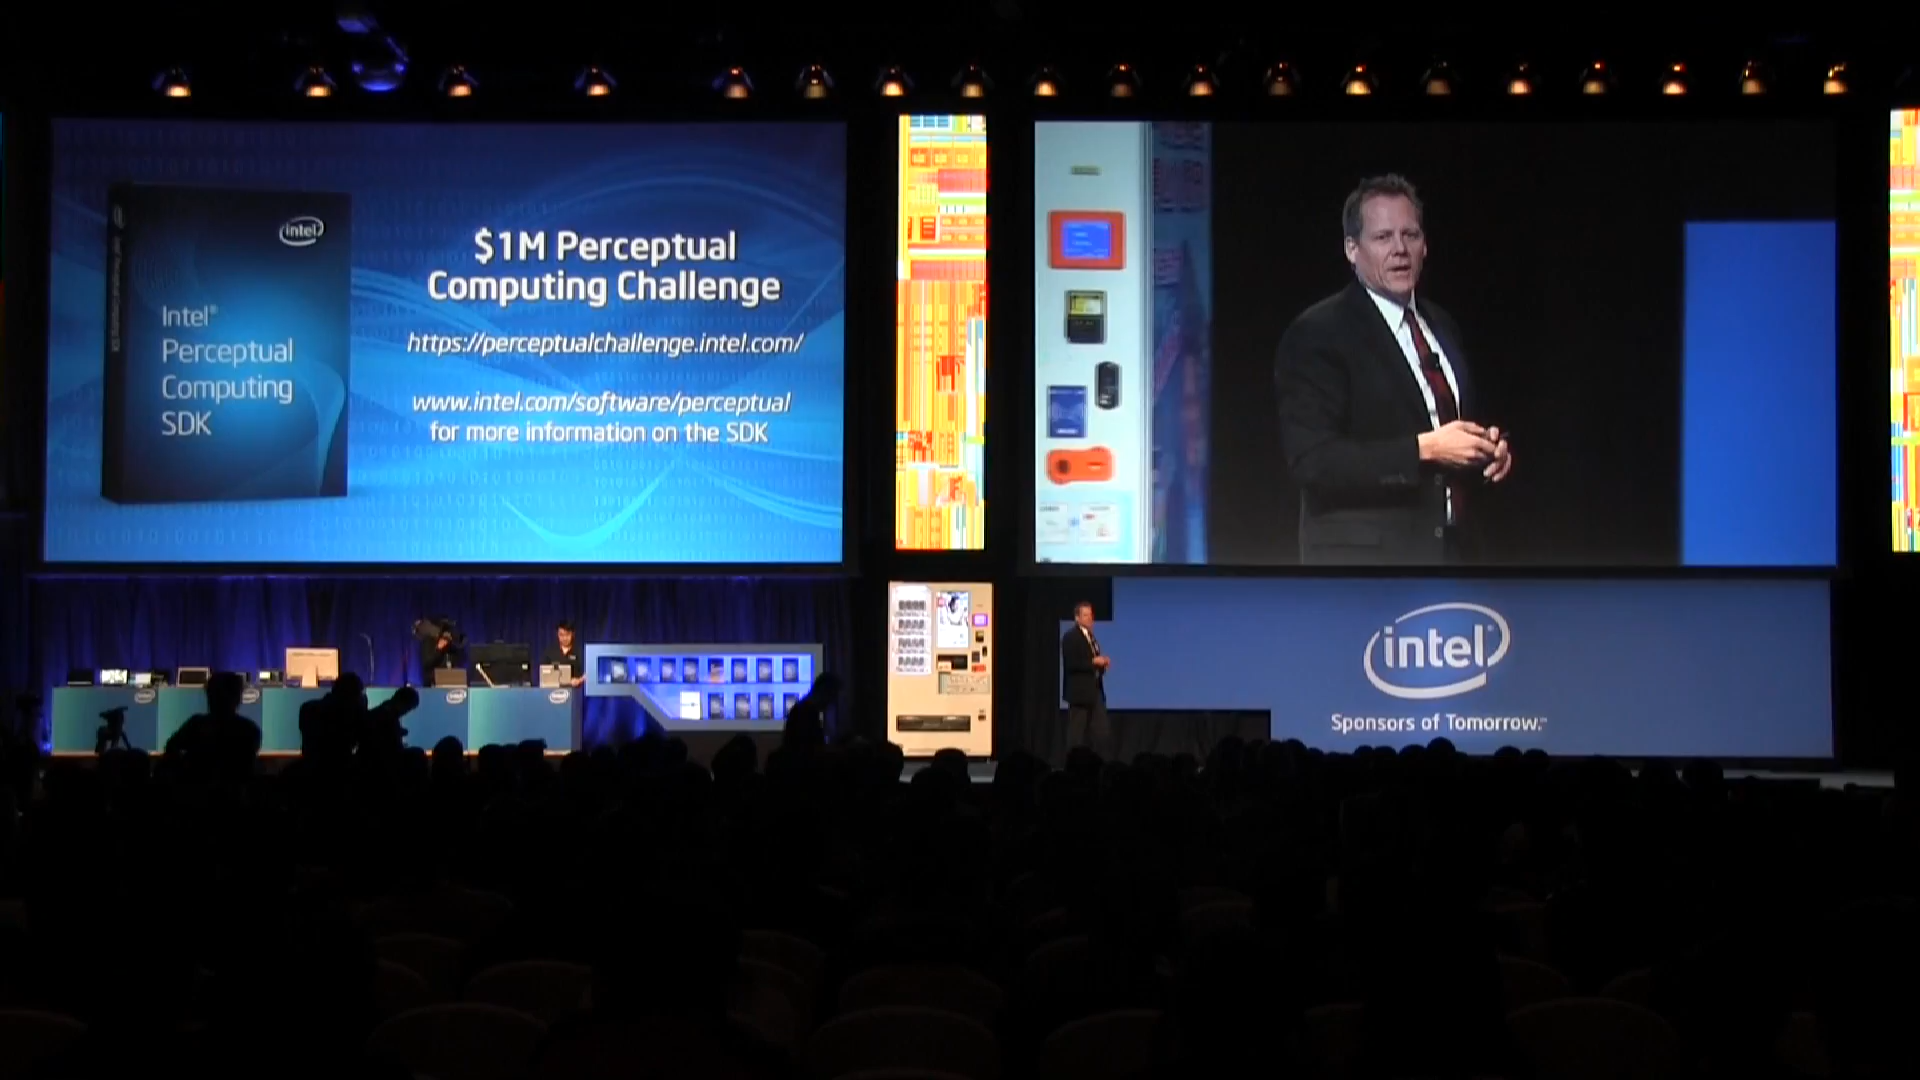 intel
Intel®
Perceptual
Computing
SDK
$1M Perceptual
Computing Challenge
https://perceptualchallenge.intel.com/
www.intel.com/software/perceptual
for more information on the SDK
intel
Sponsors of Tomorrow.™